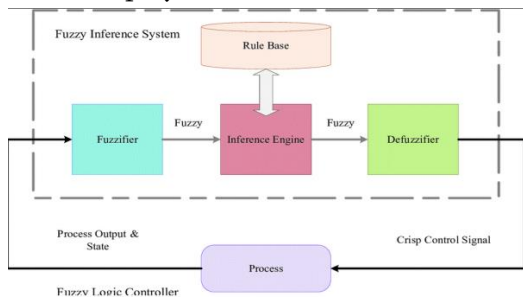 Fuzzy Inference System
Rule Base
Fuzzifier
Fuzzy
Inference Engine
Fuzzy
Defuzzifier
Process Output &
State
Crisp Control Signal
Process
Fuzzy Logic Controller